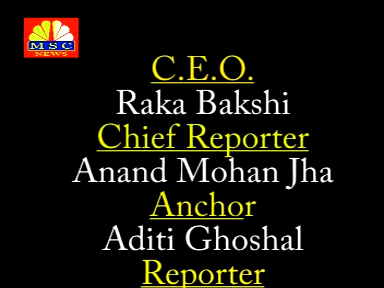 MSC
NEWS
C.E.O.
Raka Bakshi
Chief Reporter
Anand Mohan Jha
Anchor
Aditi Ghoshal
Reporter